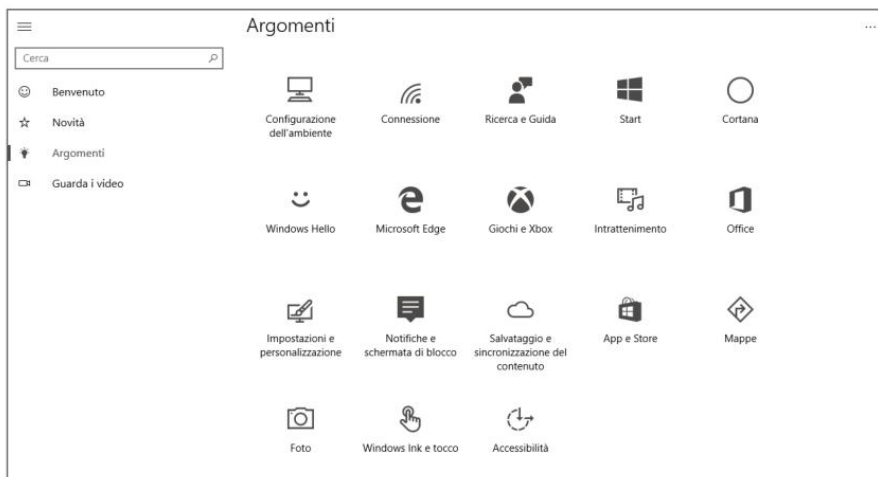 Argomenti
...
Cerca
Benvenuto
Novità
Argomenti
Guarda i video
Configurazione
dell'ambiente
Connessione
Ricerca e Guida
Start
Cortana
Windows Hello
Microsoft Edge
Giochi e Xbox
Intrattenimento
Office
Impostazioni e
personalizzazione
Notifiche e
schermata di blocco
Salvataggio e
sincronizzazione del
contenuto
App e Store
Mappe
Foto
Windows Ink e tocco
Accessibilità